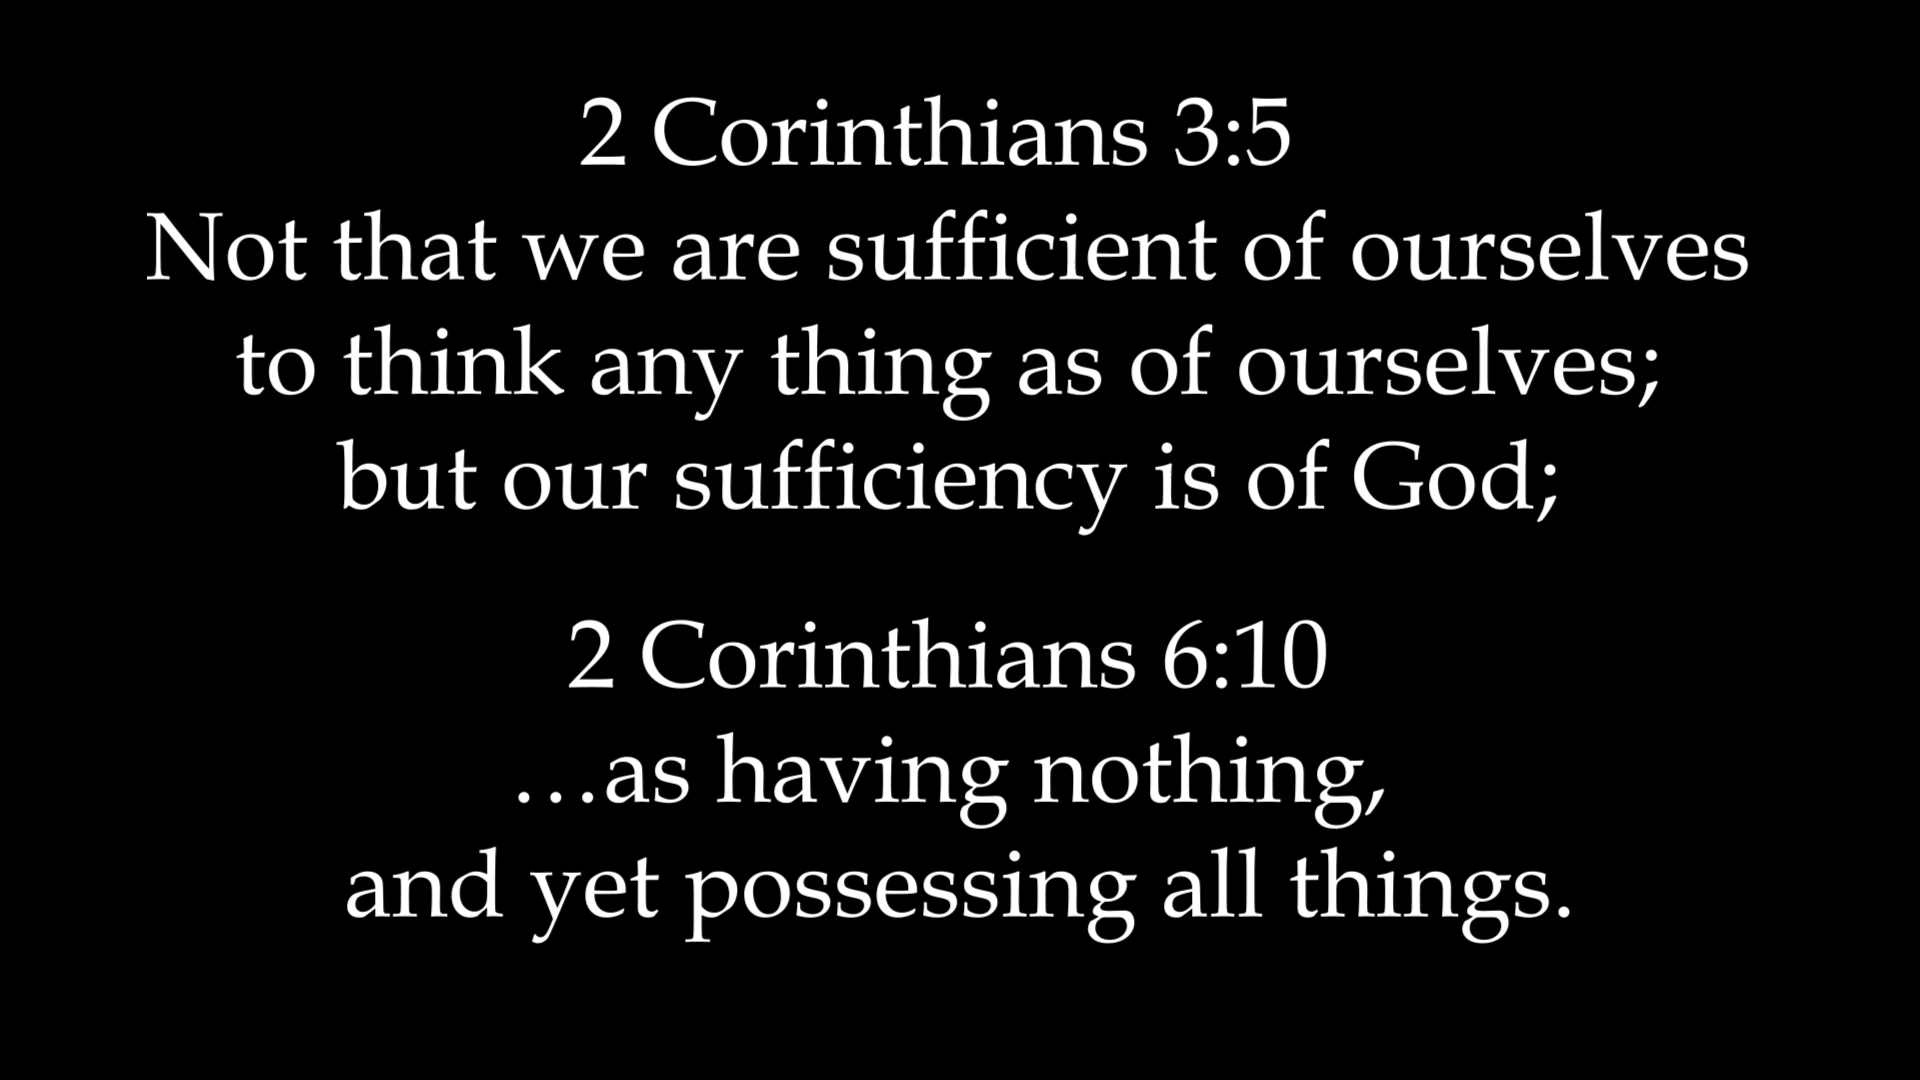 2 Corinthians 3:5
Not that we are sufficient of ourselves
to think any thing as of ourselves;
but our sufficiency is of God;
2 Corinthians 6:10
…as having nothing,
and yet possessing all things.